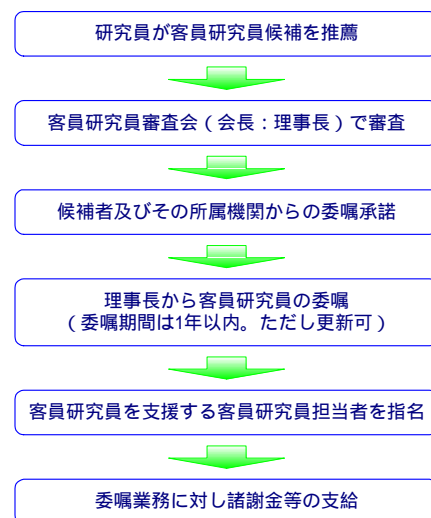 研究員が客員研究員候補を推薦
客員研究員審査会（会長：理事長）で審査
候補者及びその所属機関からの委嘱承諾
理事長から客員研究員の委嘱
（委嘱期間は1年以内。ただし更新可）
客員研究員を支援する客員研究員担当者を指名
委嘱業務に対し諸謝金等の支給